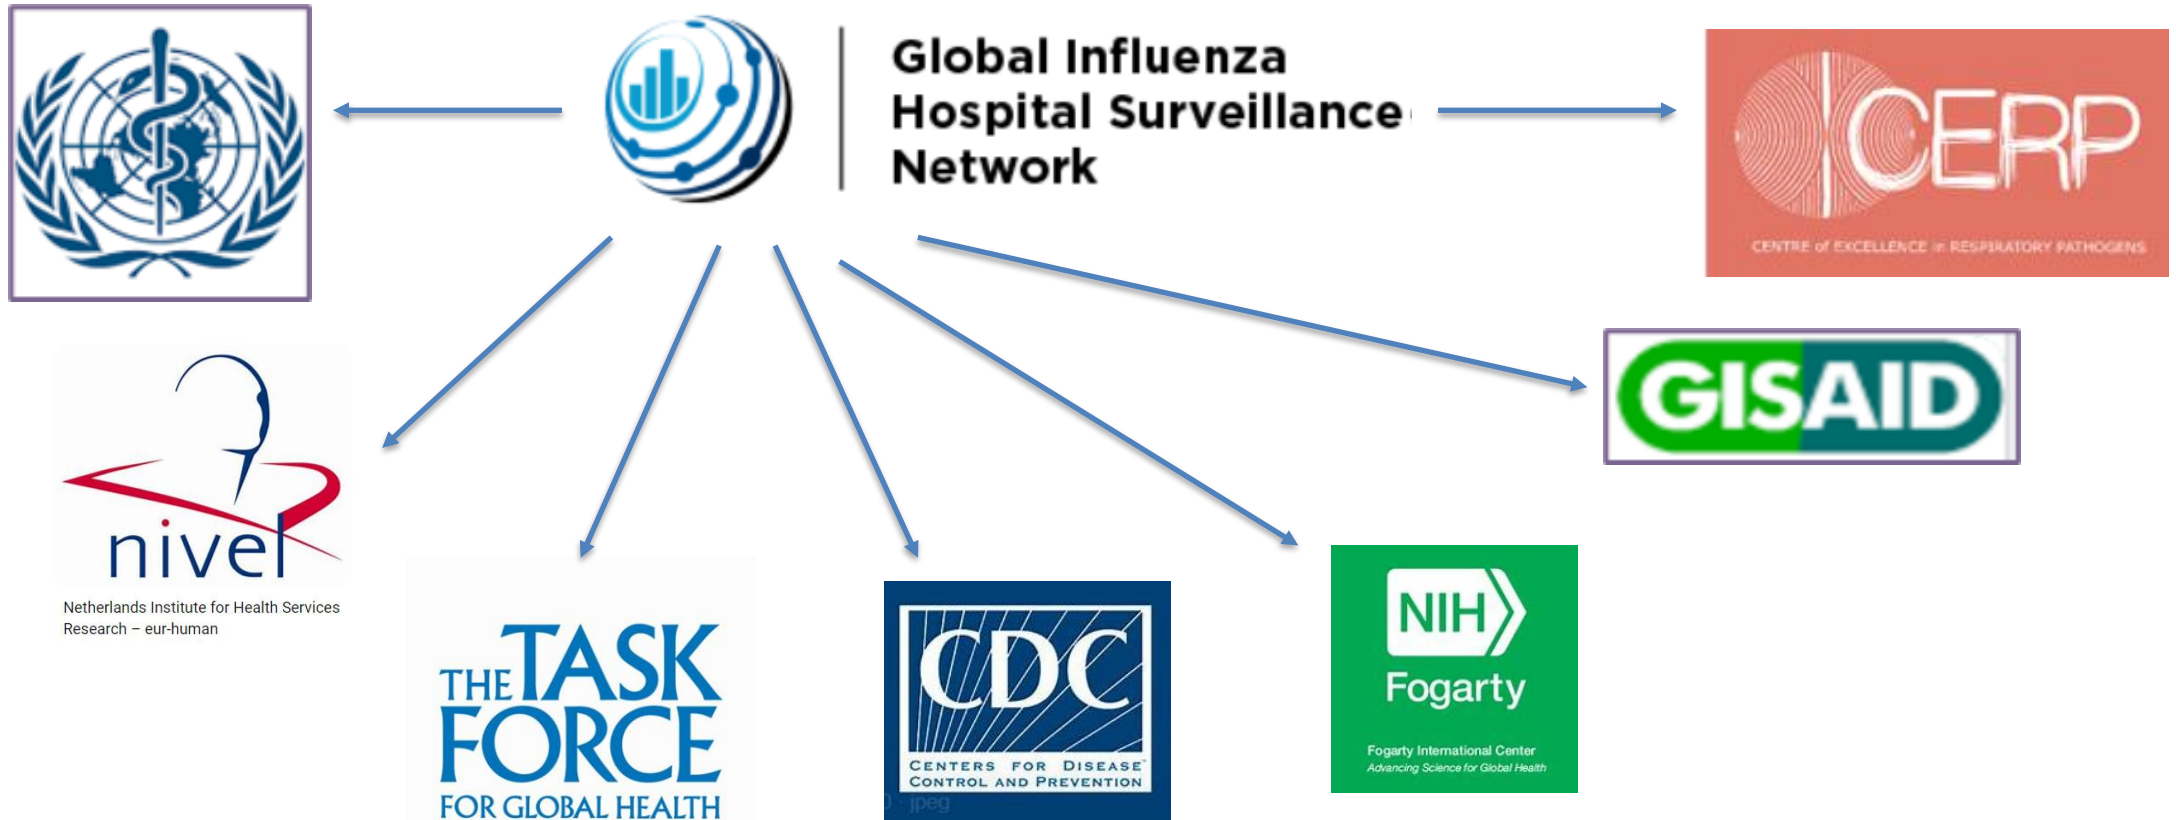 Global Influenza
Hospital Surveillance
Network
CERP
CENTRE of EXCELLENCE in RESPIRATORY PATHOGENS
GISAID
nivel
Netherlands Institute for Health Services
Research – eur-human
THE TASK
FORCE
FOR GLOBAL HEALTH
CDC
CENTERS FOR DISEASE
CONTROL AND PREVENTION
0 - jpeg
NIH
Fogarty
Fogarty International Center
Advancing Science for Global Health